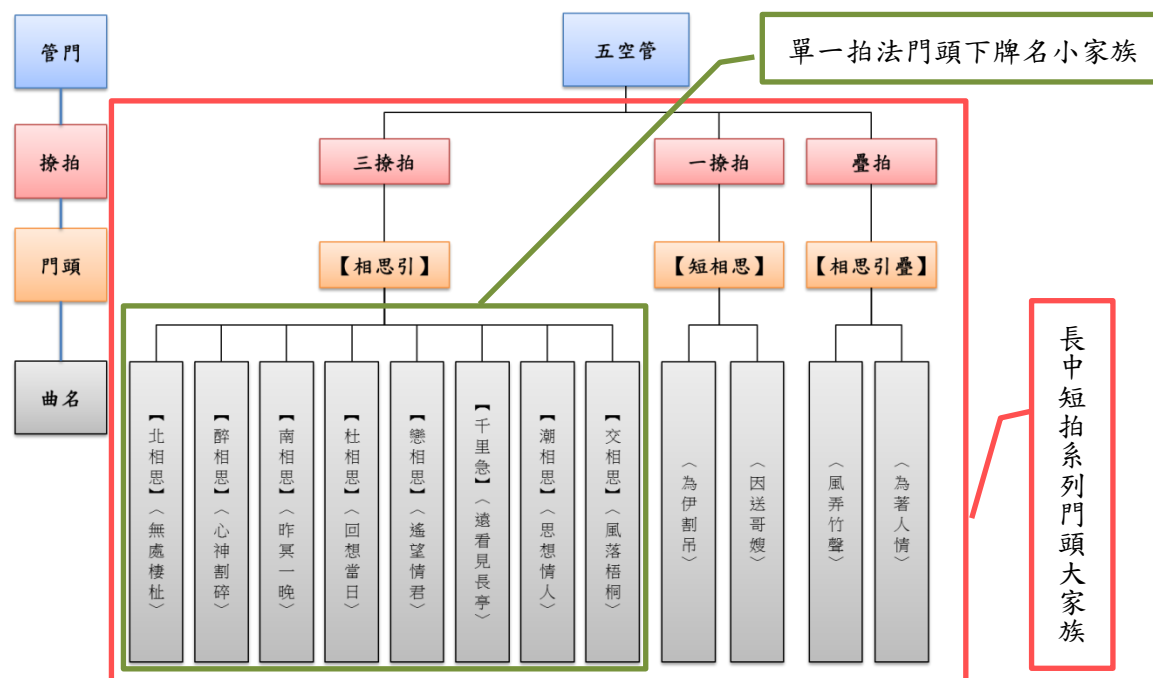 管門
五空管
單一拍法門頭下牌名小家族
撩拍
三撩拍
一撩拍
疊拍
門頭
【相思引】
【短相思】
【相思引疊】
曲名
【北相思】〈無處棲杫〉
【醉相思】〈心神割碎〉
【南相思】〈昨冥一晚〉
【杜相思】〈回想當日〉
【戀相思】〈遙望情君〉
【千里急】〈遠看見長亭〉
【潮相思】〈思想情人〉
【交相思】〈風落梧桐〉
〈為伊割吊〉
〈因送哥嫂〉
〈風弄竹聲〉
〈為著人情〉
長中短拍系列門頭大家族